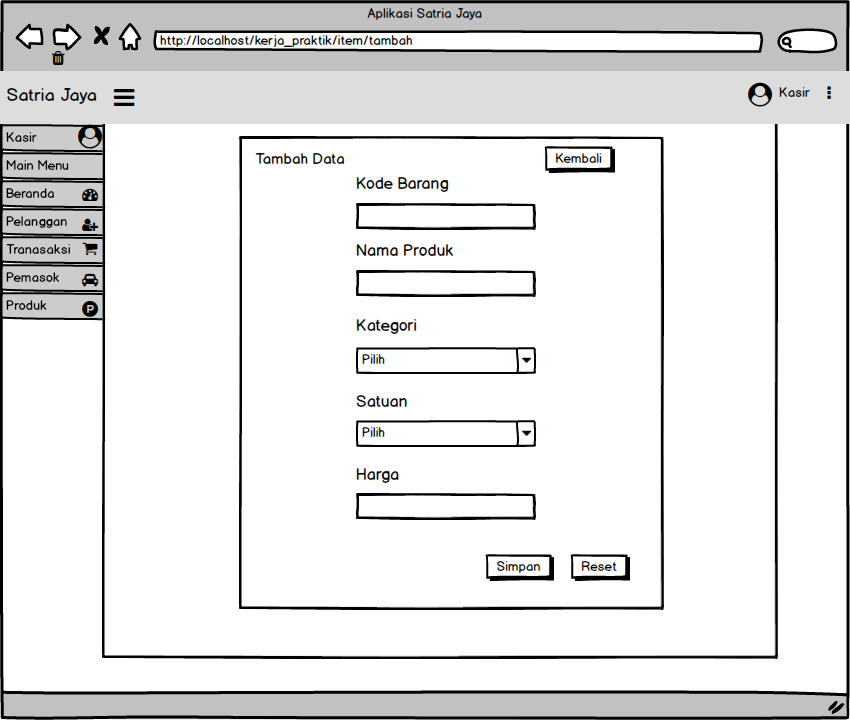 Aplikasi Satria Jaya
http://localhost/kerja_praktik/item/tambah
Satria Jaya
Kasir
Kasir
Main Menu
Beranda
Pelanggan
Tranasaksi
Pemasok
Produk
P
Tambah Data
Kembali
Kode Barang
Nama Produk
Kategori
Pilih
Satuan
Pilih
Harga
Simpan
Reset